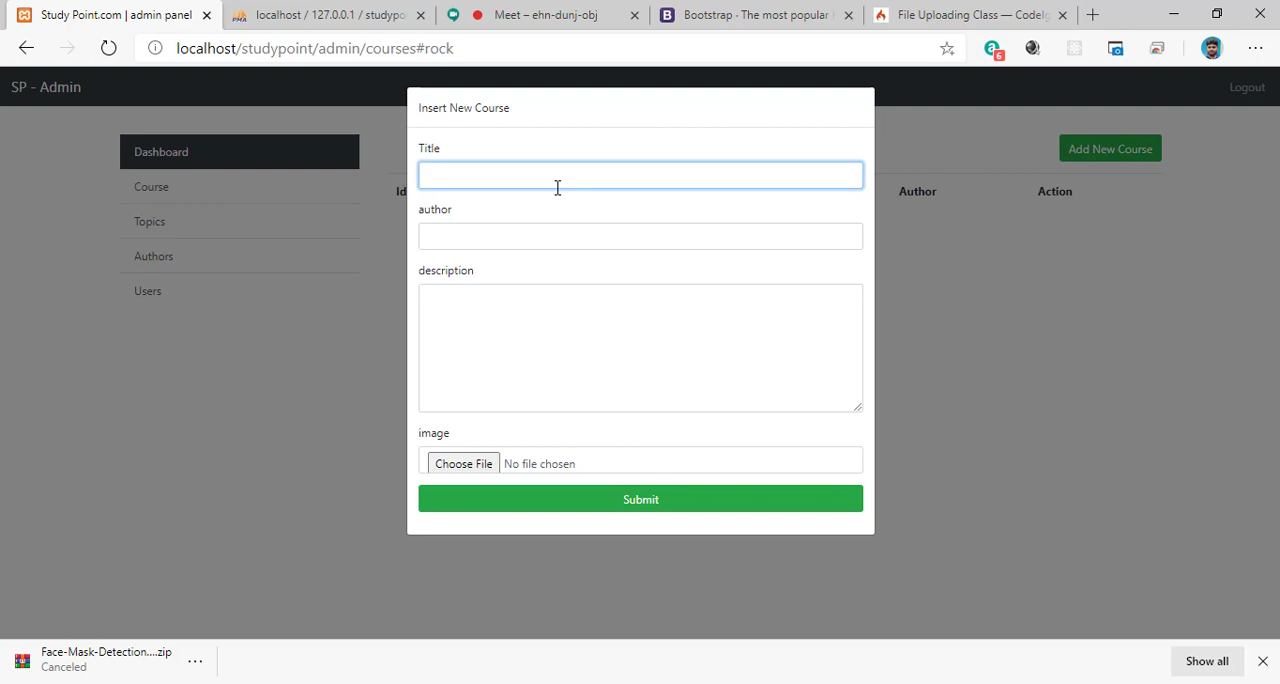 Study Point.com | admin panel
localhost / 127.0.0.1 / studypo
Meet – ehn-dunj-obj
Bootstrap · The most popular
File Uploading Class — CodeIg
localhost/studypoint/admin/courses#rock
6
SP - Admin
Logout
Insert New Course
Dashboard
Title
Add New Course
Course
Id
Author
Action
author
Topics
Authors
description
Users
image
Choose File No file chosen
Submit
Face-Mask-Detection....zip
Canceled
Show all